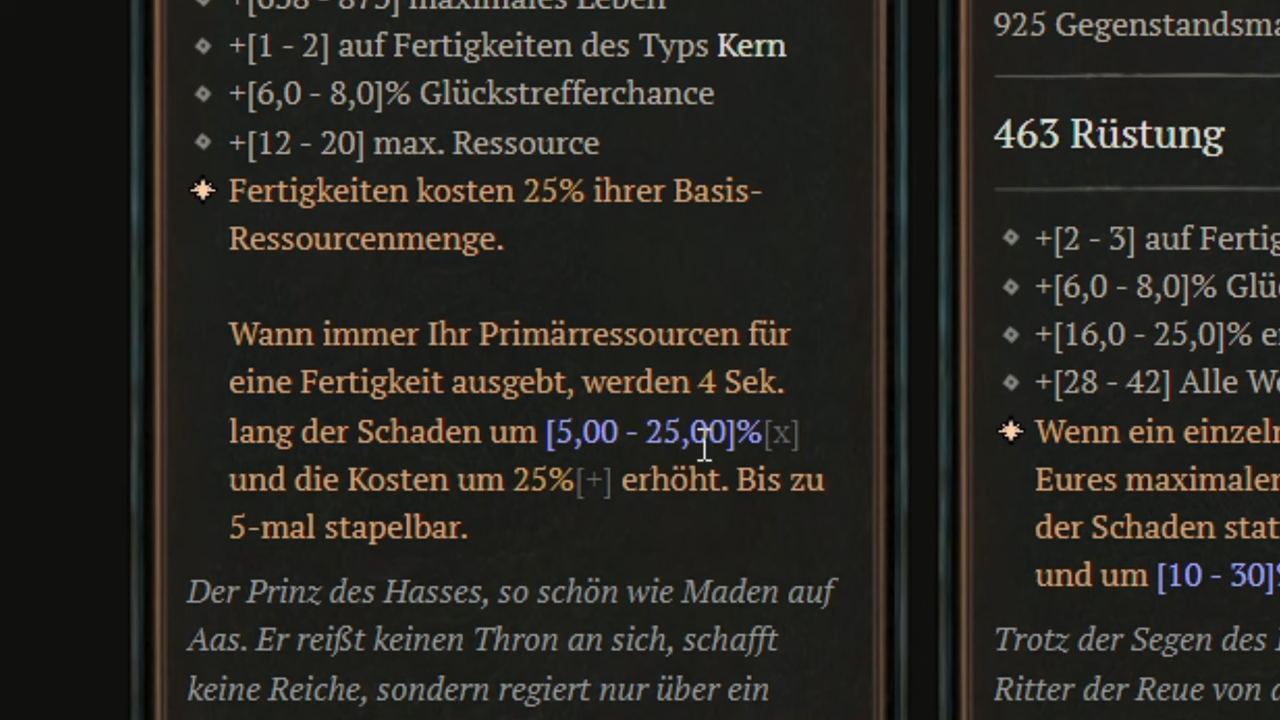 +[658 - 875] maximales Leben
+[1 - 2] auf Fertigkeiten des Typs Kern
+[6,0 - 8,0]% Glückstrefferchance
+[12 - 20] max. Ressource
Fertigkeiten kosten 25% ihrer Basis-
Ressourcenmenge.
Wann immer Ihr Primärressourcen für
eine Fertigkeit ausgebt, werden 4 Sek.
lang der Schaden um [5,00 - 25,00]%[x]
und die Kosten um 25%[+] erhöht. Bis zu
5-mal stapelbar.
Der Prinz des Hasses, so schön wie Maden auf
Aas. Er reißt keinen Thron an sich, schafft
keine Reiche, sondern regiert nur über ein
925 Gegenstandsma
463 Rüstung
+[2 - 3] auf Fertig
+[6,0 - 8,0]% Glü
+[16,0 - 25,0]% e
+[28 - 42] Alle We
Wenn ein einzeln
Eures maximaler
der Schaden stat
und um [10 - 30]%
Trotz der Segen des
Ritter der Reue von